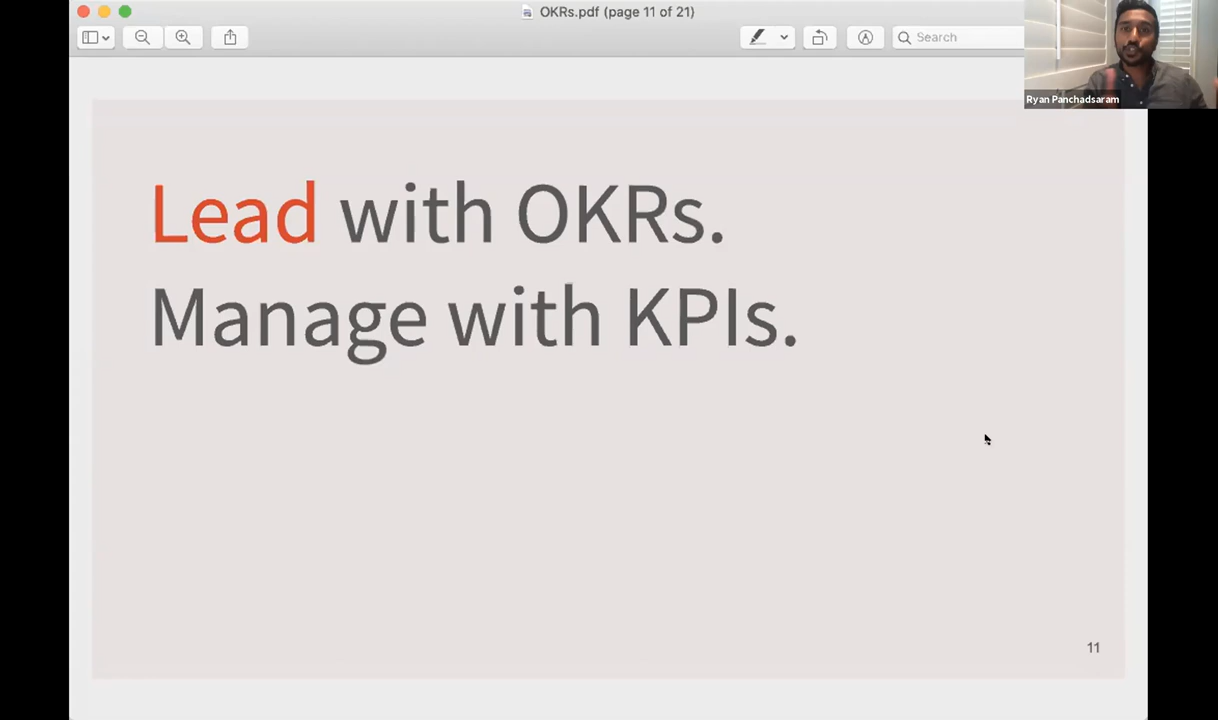 OKRs.pdf (page 11 of 21)
Search
Ryan Panchadsaram
Lead with OKRs.
Manage with KPIs.
11